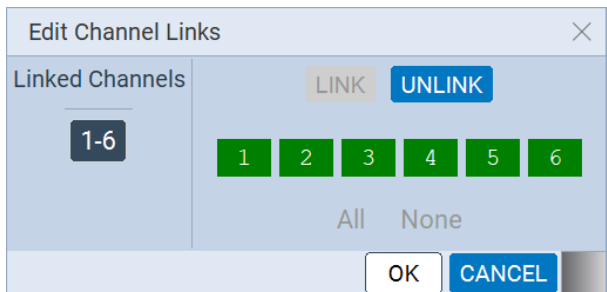 Edit Channel Links
Linked Channels
1-6
LINK UNLINK
1 2 3 4 5 6
All None
OK CANCEL